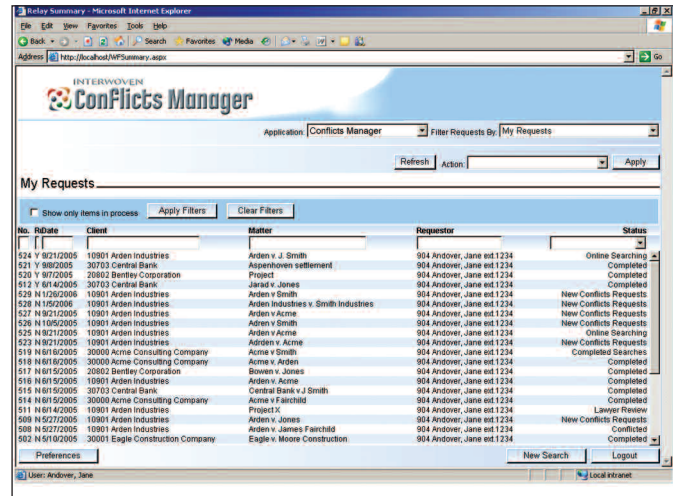 Relay Summary - Microsoft Internet Explorer
File Edit View Favorites Tools Help
Back Search Favorites Media
Address http://localhost/WFSummary.aspx Go
INTERWOVEN
Conflicts Manager
Application: Conflicts Manager Filter Requests By: My Requests
Refresh Action: Apply
My Requests
Show only items in process Apply Filters Clear Filters
No. R Date Client Matter Requestor Status
524 Y 9/21/2005 10901 Arden Industries Arden v. J. Smith 904 Andover, Jane ext.1234 Online Searching
521 Y 9/8/2005 30703 Central Bank Aspenhoven settlement 904 Andover, Jane ext.1234 Completed
520 Y 9/7/2005 20802 Bentley Corporation Project 904 Andover, Jane ext.1234 Completed
512 Y 6/14/2005 30703 Central Bank Jarad v. Jones 904 Andover, Jane ext.1234 Completed
529 N 1/26/2006 10901 Arden Industries Arden v Smith 904 Andover, Jane ext.1234 New Conflicts Requests
528 N 1/5/2006 10901 Arden Industries Arden Industries v. Smith Industries 904 Andover, Jane ext.1234 New Conflicts Requests
527 N 9/21/2005 10901 Arden Industries Arden v Acme 904 Andover, Jane ext.1234 New Conflicts Requests
526 N 10/5/2005 10901 Arden Industries Arden v Smith 904 Andover, Jane ext.1234 New Conflicts Requests
525 N 9/21/2005 10901 Arden Industries Arden v Acme 904 Andover, Jane ext.1234 Online Searching
523 N 9/21/2005 10901 Arden Industries Adrden v. Acme 904 Andover, Jane ext.1234 New Conflicts Requests
519 N 6/16/2005 30000 Acme Consulting Company Acme v Smith 904 Andover, Jane ext.1234 Completed Searches
518 N 6/16/2005 30000 Acme Consulting Company Acme v. Arden 904 Andover, Jane ext.1234 Completed
517 N 6/15/2005 20802 Bentley Corporation Bowen v. Jones 904 Andover, Jane ext.1234 Completed
516 N 6/15/2005 10901 Arden Industries Arden v. Acme 904 Andover, Jane ext.1234 Completed
515 N 6/15/2005 30703 Central Bank Central Bank v J Smith 904 Andover, Jane ext.1234 Completed
514 N 6/15/2005 30000 Acme Consulting Company Acme v Fairchild 904 Andover, Jane ext.1234 Completed
511 N 6/14/2005 10901 Arden Industries Project X 904 Andover, Jane ext.1234 Lawyer Review
509 N 5/27/2005 10901 Arden Industries Arden v. Jones 904 Andover, Jane ext.1234 New Conflicts Requests
508 N 5/27/2005 10901 Arden Industries Arden v. James Fairchild 904 Andover, Jane ext.1234 Conflicted
502 N 5/10/2005 30001 Eagle Construction Company Eagle v. Moore Construction 904 Andover, Jane ext.1234 Completed
Preferences New Search Logout
User: Andover, Jane Local intranet